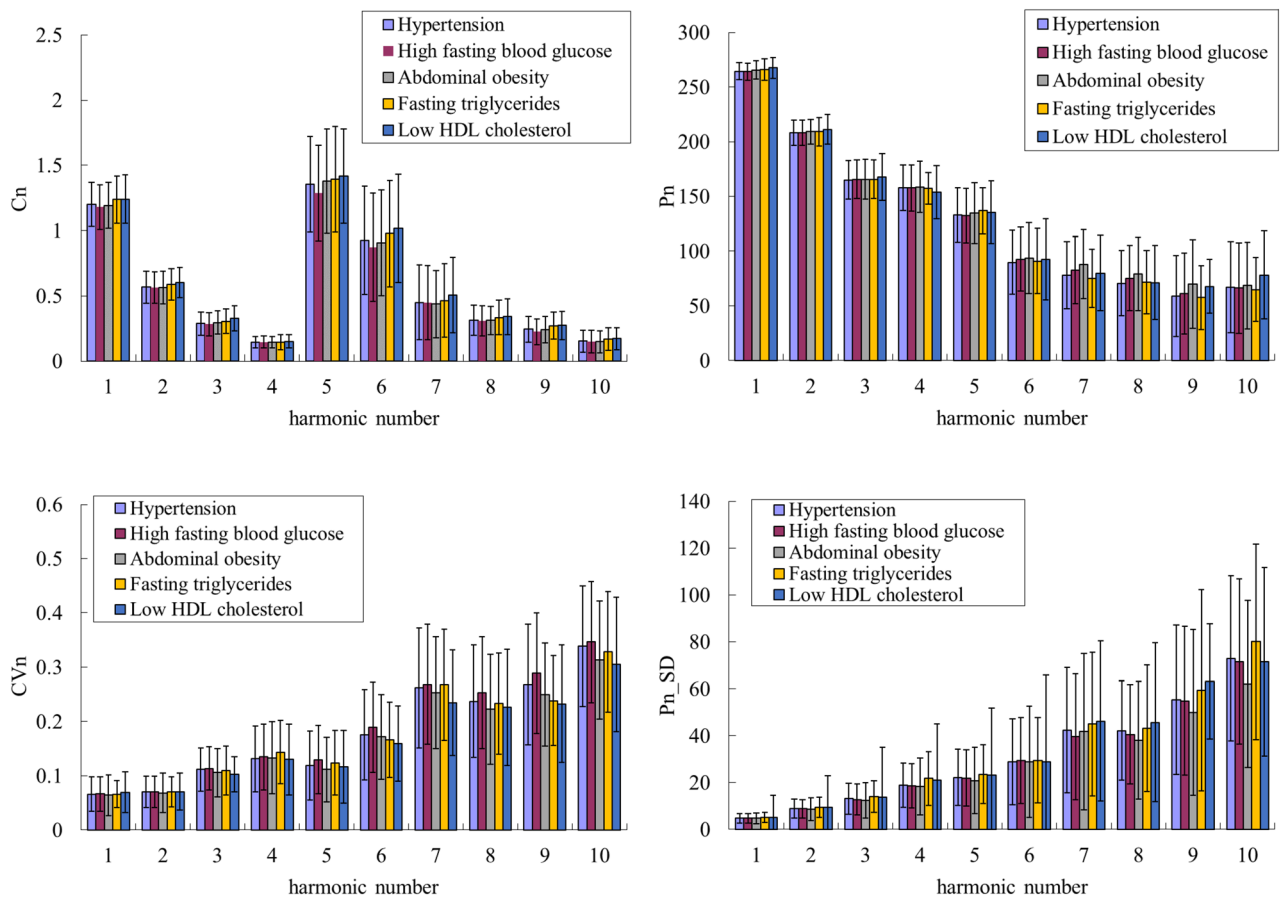 Hypertension
High fasting blood glucose
Abdominal obesity
Fasting triglycerides
Low HDL cholesterol
2.5
2
1.5
1
0.5
0
Cn
1 2 3 4 5 6 7 8 9 10
harmonic number
Hypertension
High fasting blood glucose
Abdominal obesity
Fasting triglycerides
Low HDL cholesterol
300
250
200
150
100
50
0
Pn
1 2 3 4 5 6 7 8 9 10
harmonic number
Hypertension
High fasting blood glucose
Abdominal obesity
Fasting triglycerides
Low HDL cholesterol
0.6
0.5
0.4
0.3
0.2
0.1
0
CVn
1 2 3 4 5 6 7 8 9 10
harmonic number
Hypertension
High fasting blood glucose
Abdominal obesity
Fasting triglycerides
Low HDL cholesterol
140
120
100
80
60
40
20
0
Pn_SD
1 2 3 4 5 6 7 8 9 10
harmonic number